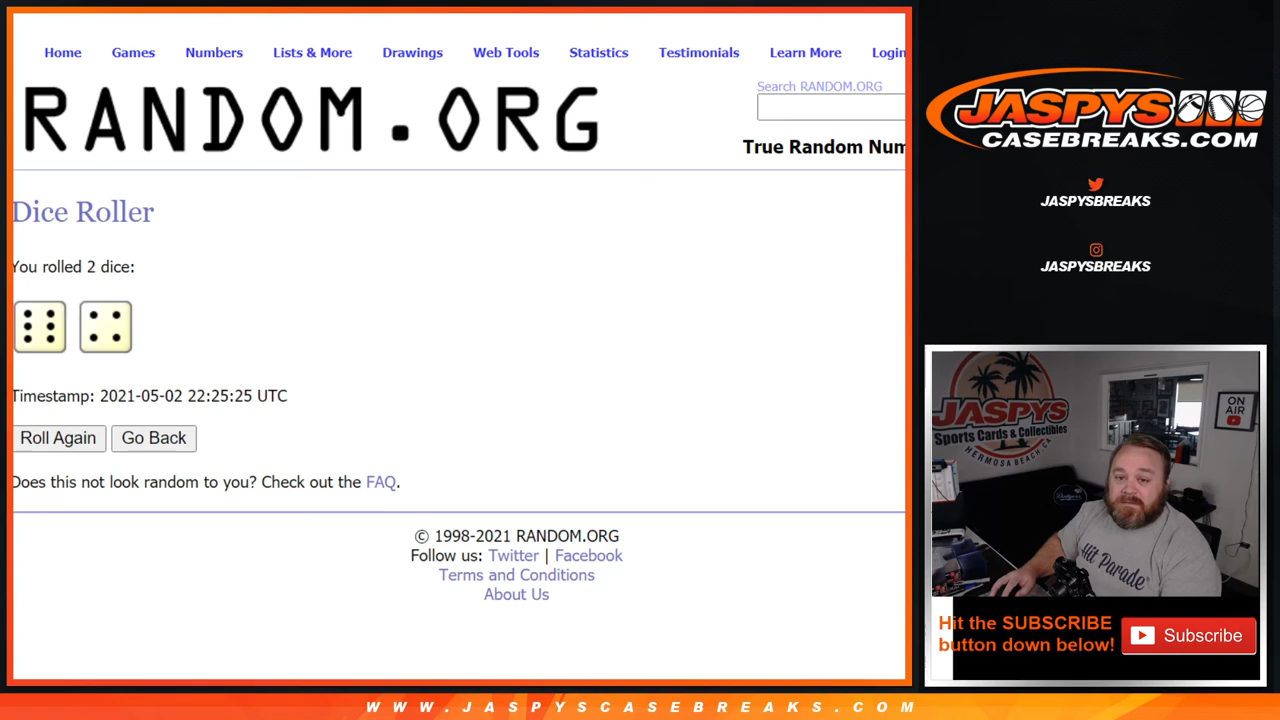 Home Games Numbers Lists & More Drawings Web Tools Statistics Testimonials Learn More Login
Search RANDOM.ORG
RANDOM.ORG
True Random Num
Dice Roller
You rolled 2 dice:
Timestamp: 2021-05-02 22:25:25 UTC
Roll Again Go Back
Does this not look random to you? Check out the FAQ.
© 1998-2021 RANDOM.ORG
Follow us: Twitter | Facebook
Terms and Conditions
About Us
JASPYS
CASEBREAKS.COM
JASPYSBREAKS
JASPYSBREAKS
JASPYS
Sports Cards & Collectibles
HERMOSA BEACH, CA
ON
AIR
Dodgers
Hit Parade
Hit the SUBSCRIBE
button down below!
Subscribe
WWW.JASPYSCASEBREAKS.COM